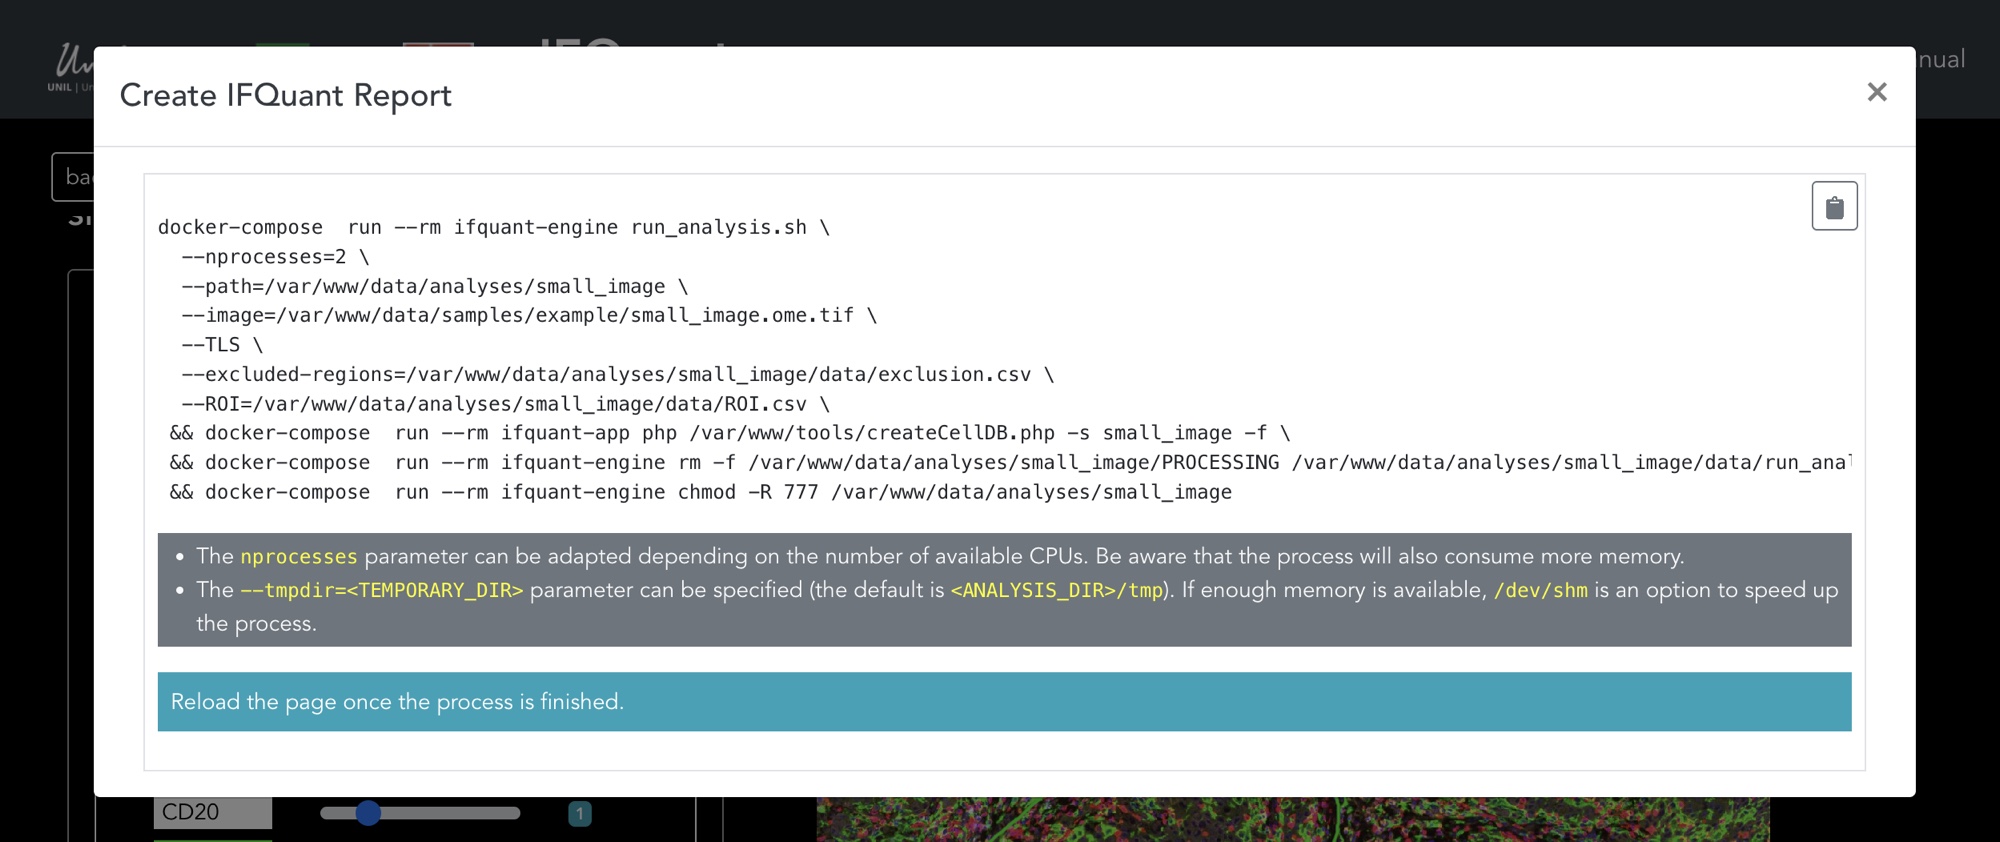 UNIL
nual
Create IFQuant Report
docker-compose  run --rm ifquant-engine run_analysis.sh \
  --nprocesses=2 \
  --path=/var/www/data/analyses/small_image \
  --image=/var/www/data/samples/example/small_image.ome.tif \
  --TLS \
  --excluded-regions=/var/www/data/analyses/small_image/data/exclusion.csv \
  --ROI=/var/www/data/analyses/small_image/data/ROI.csv \
 && docker-compose  run --rm ifquant-app php /var/www/tools/createCellDB.php -s small_image -f \
 && docker-compose  run --rm ifquant-engine rm -f /var/www/data/analyses/small_image/PROCESSING /var/www/data/analyses/small_image/data/run_anal
 && docker-compose  run --rm ifquant-engine chmod -R 777 /var/www/data/analyses/small_image
• The nprocesses parameter can be adapted depending on the number of available CPUs. Be aware that the process will also consume more memory.
• The --tmpdir=<TEMPORARY_DIR> parameter can be specified (the default is <ANALYSIS_DIR>/tmp). If enough memory is available, /dev/shm is an option to speed up
the process.
Reload the page once the process is finished.
CD20
1